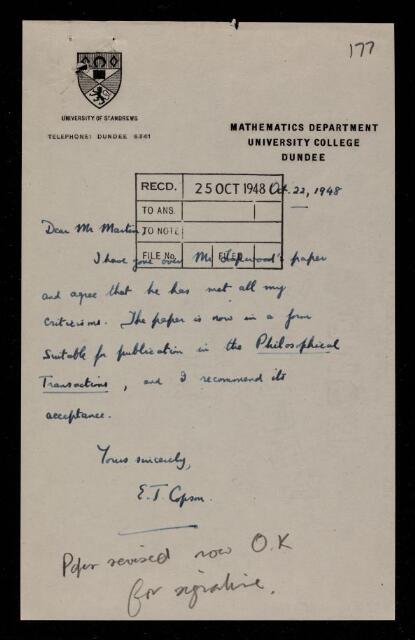 177
UNIVERSITY OF ST.ANDREWS
TELEPHONE: DUNDEE 6341
MATHEMATICS DEPARTMENT
UNIVERSITY COLLEGE
DUNDEE
RECD. 25 OCT 1948
Oct. 22, 1948
TO ANS.
Dear Mr Martin,
TO NOTE
I have gone over Mr Lapwood's paper
FILE No. FILED
and agree that he has met all my
criticisms. The paper is now in a form
suitable for publication in the Philosophical
Transactions, and I recommend its
acceptance.
Yours sincerely,
E.T. Copson.
Paper revised now O.K
for signature.